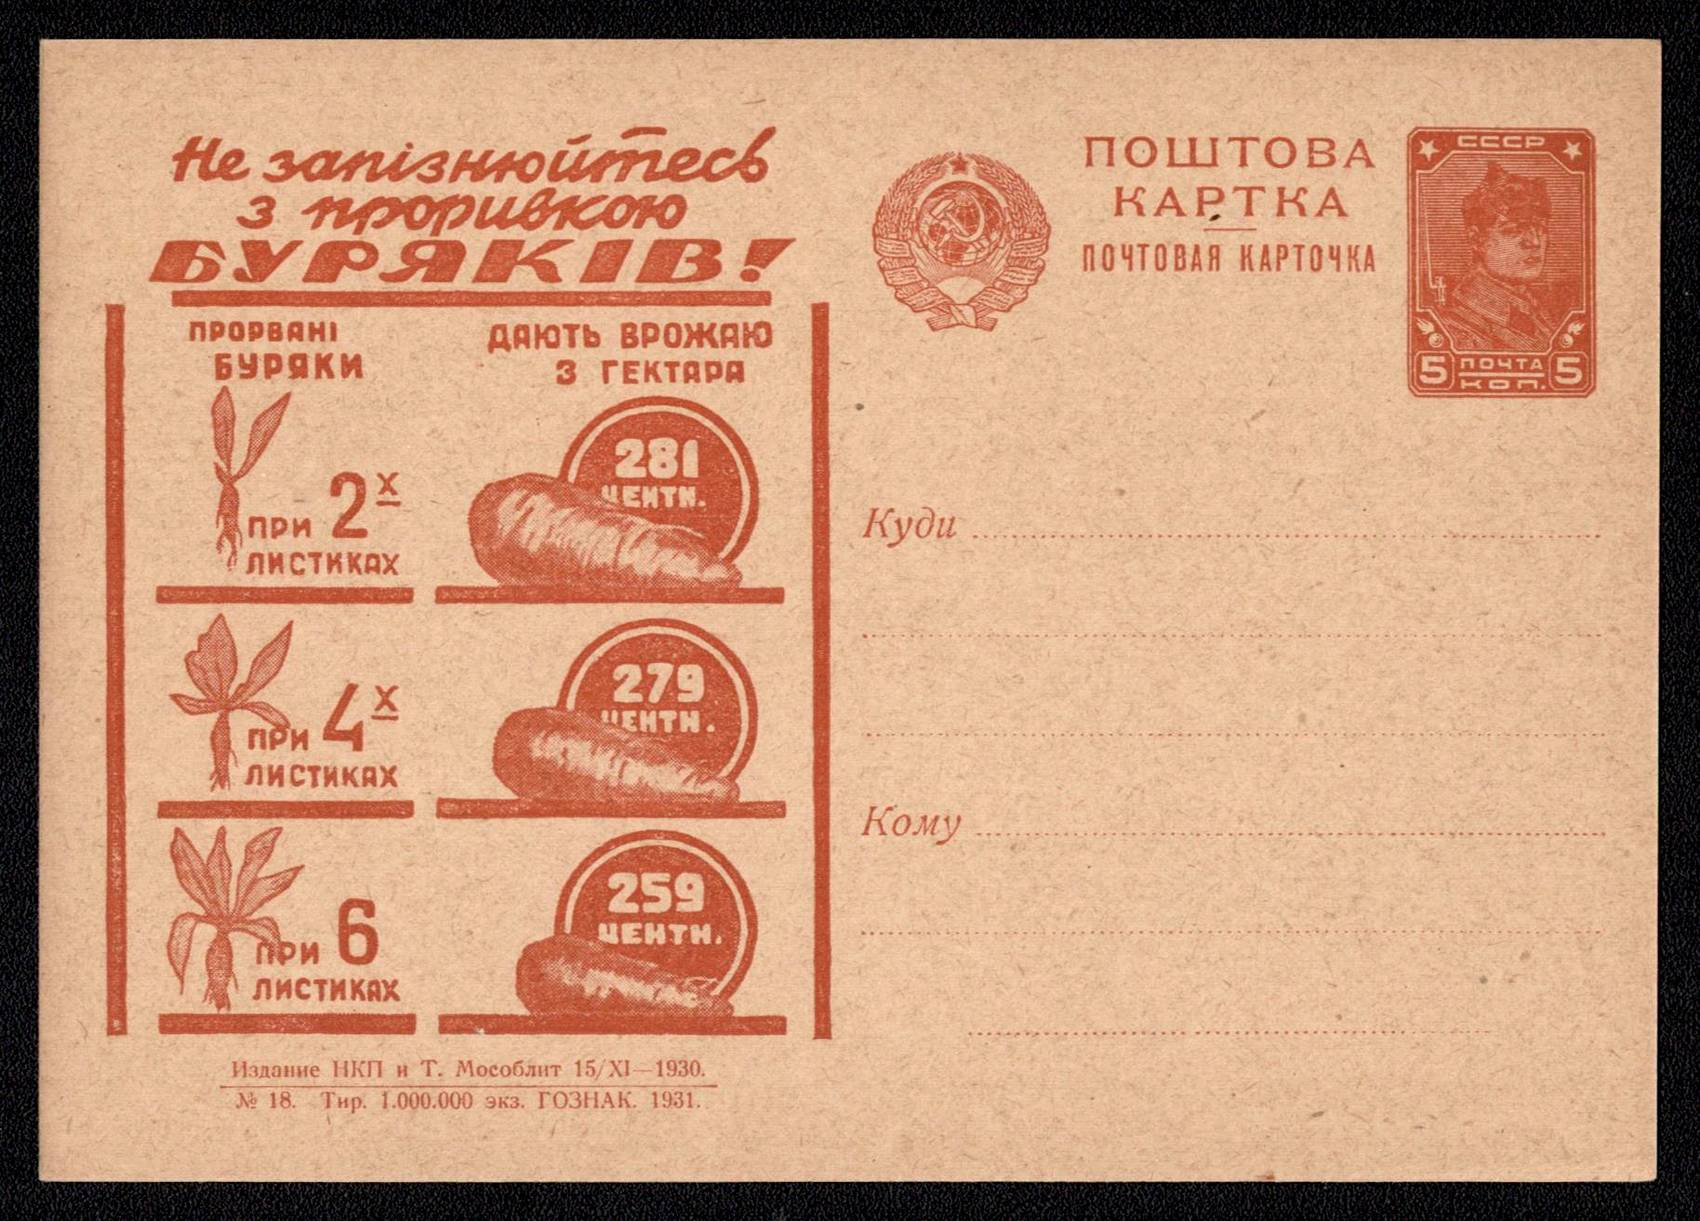 Не запізнюйтесь
з проривкою
БУРЯКІВ!
ПРОРВАНІ
БУРЯКИ
ДАЮТЬ ВРОЖАЮ
З ГЕКТАРА
ПРИ 2х
ЛИСТИКАХ
281
ЦЕНТН.
ПРИ 4х
ЛИСТИКАХ
279
ЦЕНТН.
ПРИ 6
ЛИСТИКАХ
259
ЦЕНТН.
Издание НКП и Т. Мособлит 15/XI—1930.
№ 18. Тир. 1.000.000 экз. ГОЗНАК. 1931.
ПОШТОВА
КАРТКА
ПОЧТОВАЯ КАРТОЧКА
СССР
5 ПОЧТА 5
КОП.
Куди
Кому